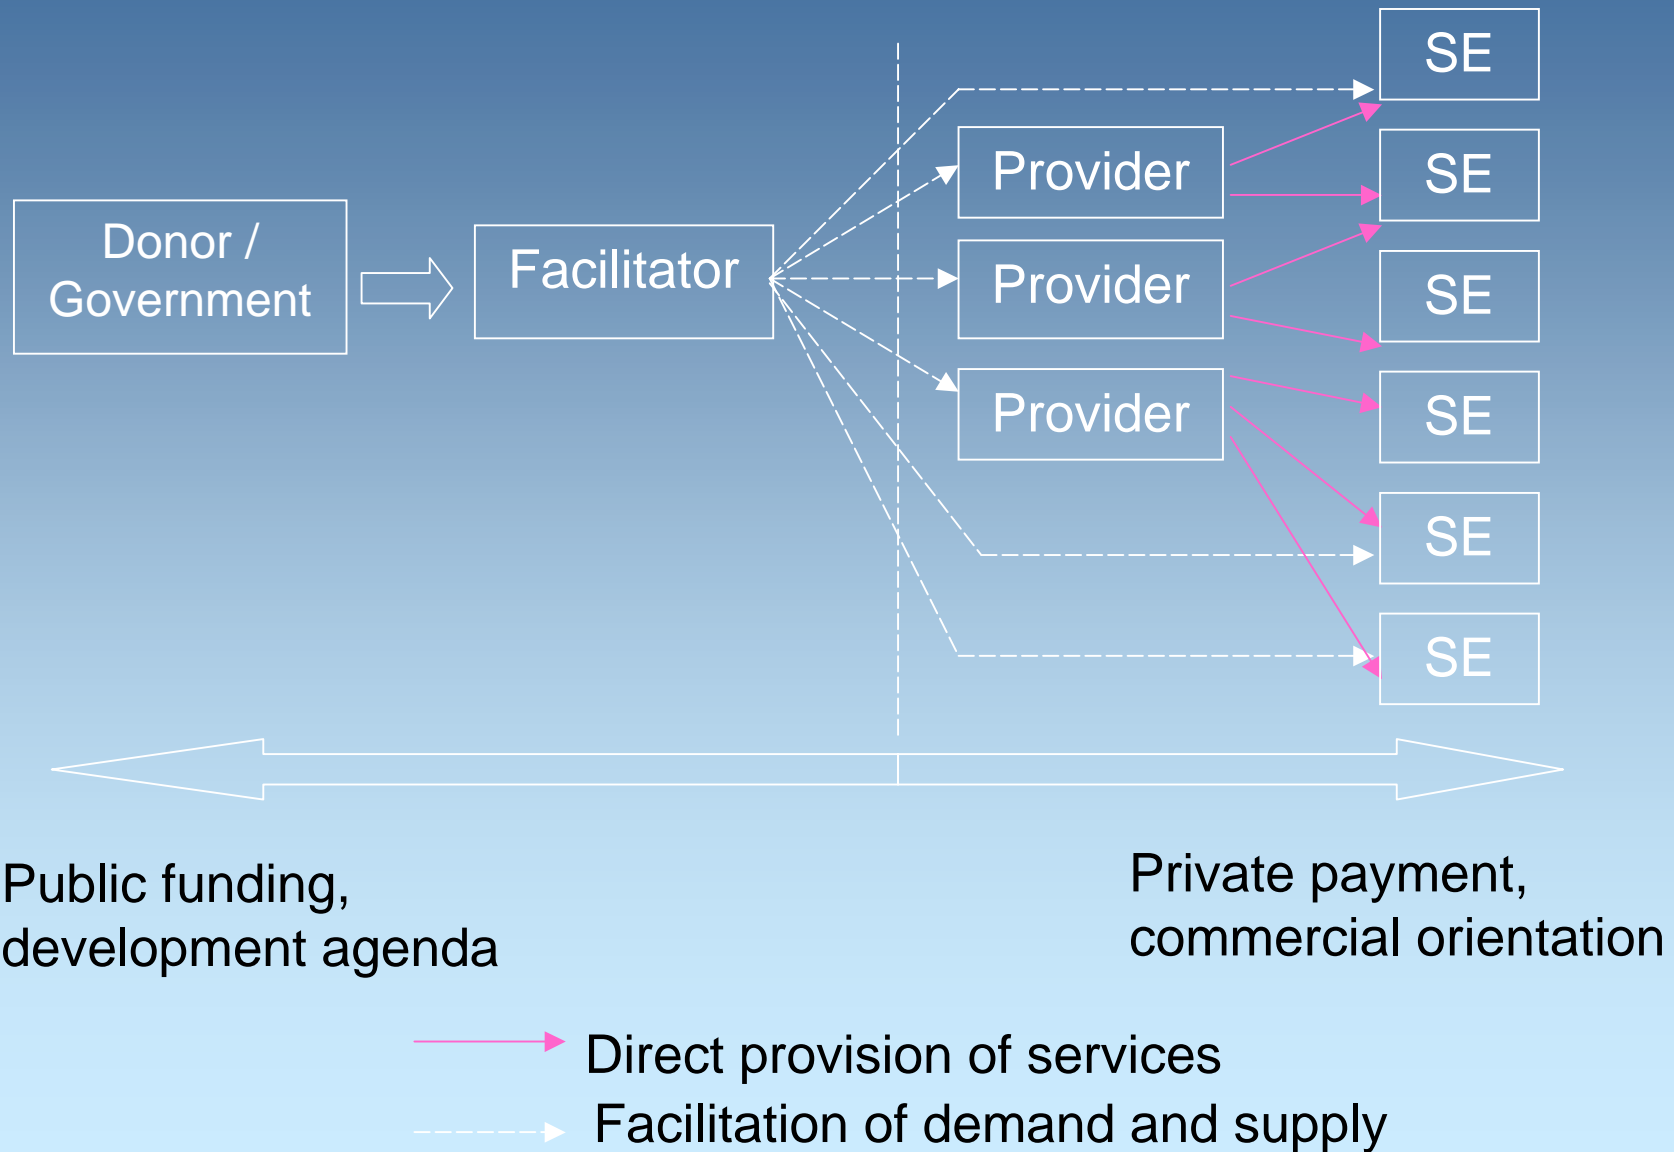 Donor /
Government
Facilitator
Provider
Provider
Provider
SE
SE
SE
SE
SE
SE
Public funding,
development agenda
Private payment,
commercial orientation
Direct provision of services
Facilitation of demand and supply